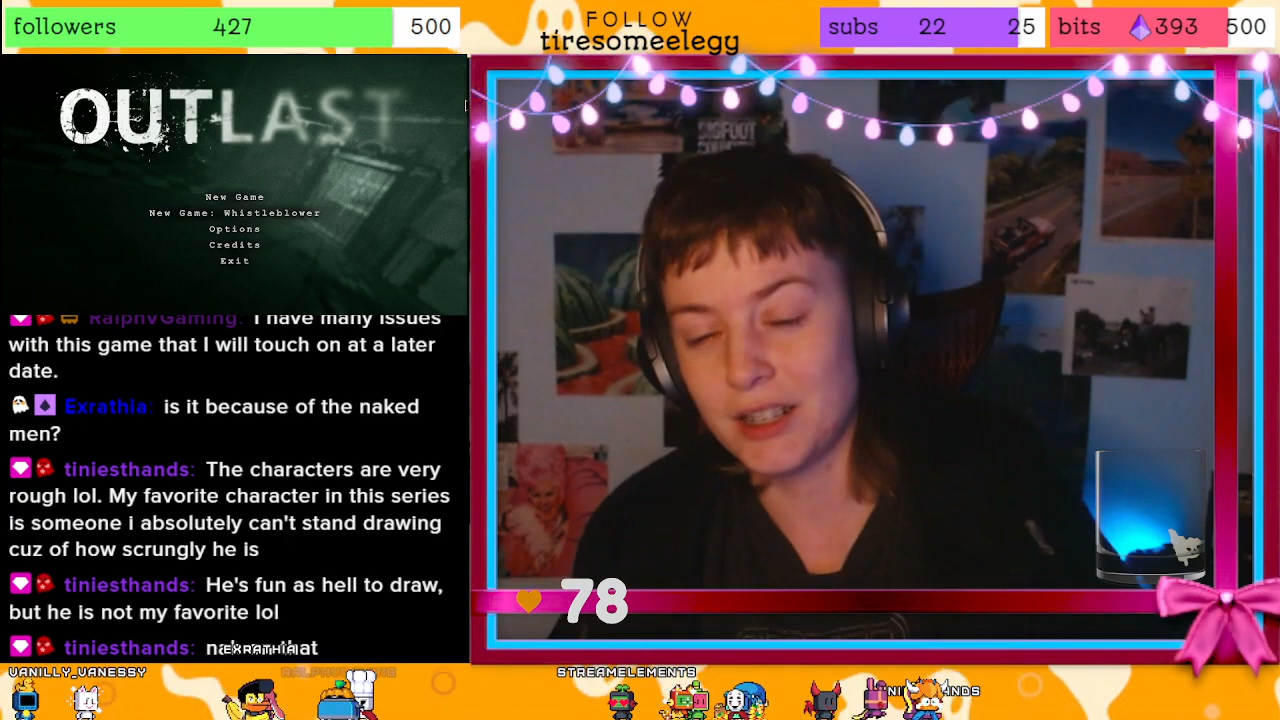 followers 427 500
FOLLOW
tiresomeelegy
subs 22 25
bits 393 500
OUTLAST
New Game
New Game: Whistleblower
Options
Credits
Exit
BIGFOOT
RalphVGaming: I have many issues
with this game that I will touch on at a later
date.
Exrathia: is it because of the naked
men?
tiniesthands: The characters are very
rough lol. My favorite character in this series
is someone i absolutely can't stand drawing
cuz of how scrungly he is
tiniesthands: He's fun as hell to draw,
but he is not my favorite lol
tiniesthands:
EXRATHIA
78
VANILLY_VANESSY
RALPHVGAMING
STREAMELEMENTS